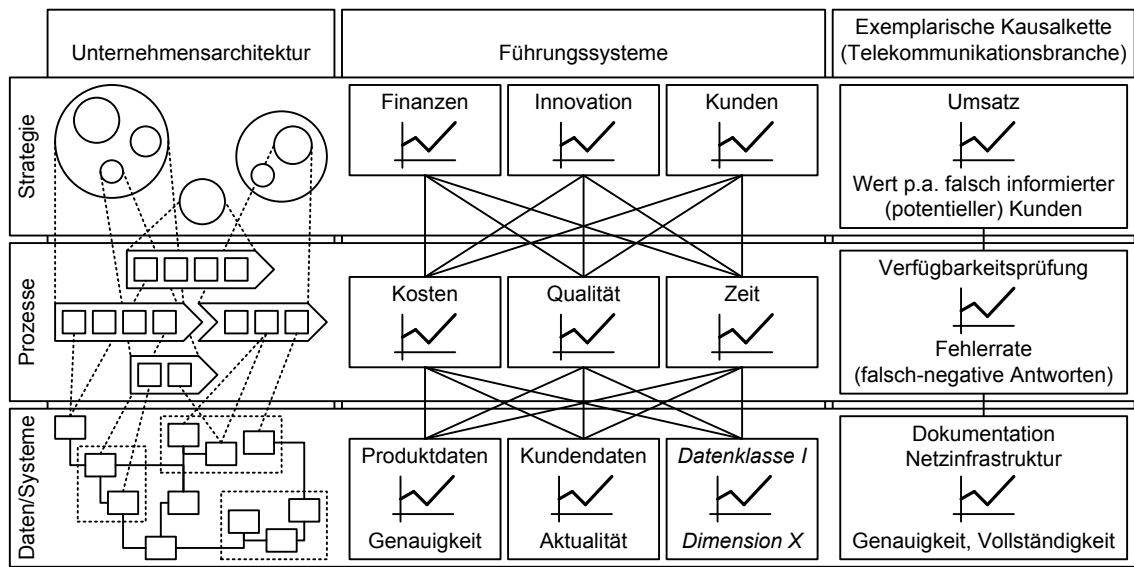 Unternehmensarchitektur
Führungssysteme
Exemplarische Kausalkette
(Telekommunikationsbranche)
Strategie
Finanzen
Innovation
Kunden
Umsatz
Wert p.a. falsch informierter
(potentieller) Kunden
Prozesse
Kosten
Qualität
Zeit
Verfügbarkeitsprüfung
Fehlerrate
(falsch-negative Antworten)
Daten/Systeme
Produktdaten
Genauigkeit
Kundendaten
Aktualität
Datenklasse I
Dimension X
Dokumentation
Netzinfrastruktur
Genauigkeit, Vollständigkeit